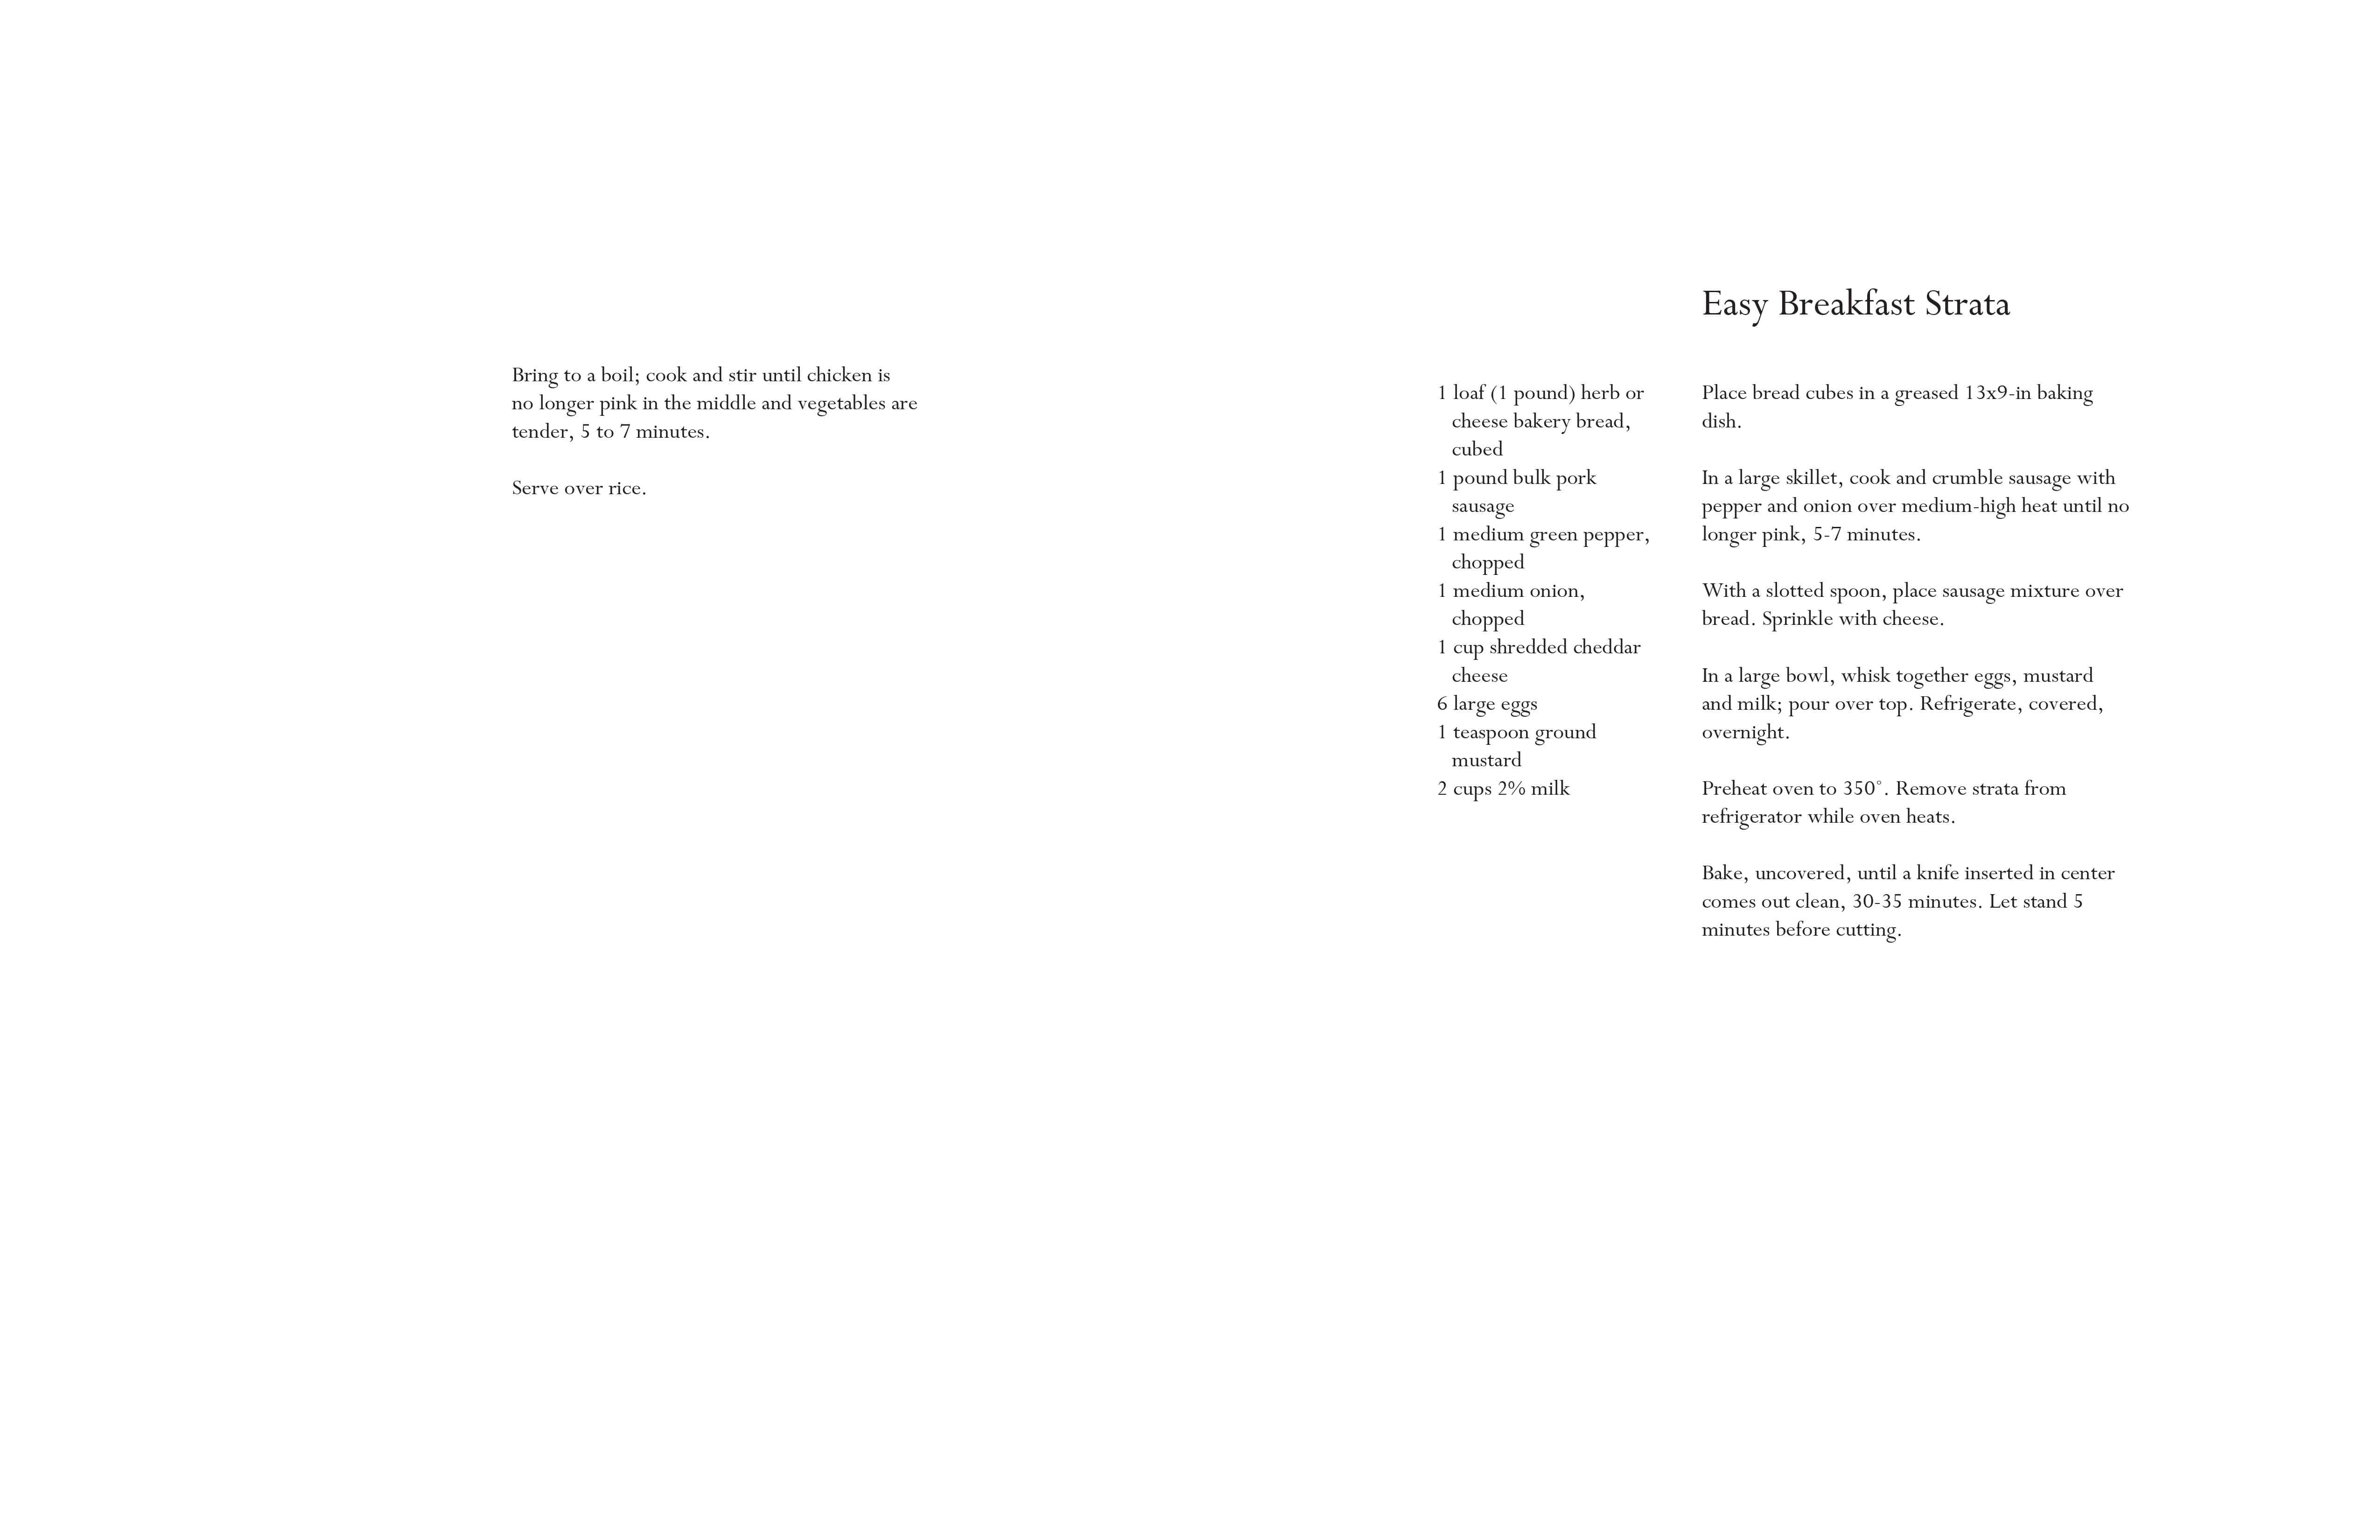 Bring to a boil; cook and stir until chicken is
no longer pink in the middle and vegetables are
tender, 5 to 7 minutes.
Serve over rice.
Easy Breakfast Strata
1 loaf (1 pound) herb or
cheese bakery bread,
cubed
1 pound bulk pork
sausage
1 medium green pepper,
chopped
1 medium onion,
chopped
1 cup shredded cheddar
cheese
6 large eggs
1 teaspoon ground
mustard
2 cups 2% milk
Place bread cubes in a greased 13x9-in baking
dish.
In a large skillet, cook and crumble sausage with
pepper and onion over medium-high heat until no
longer pink, 5-7 minutes.
With a slotted spoon, place sausage mixture over
bread. Sprinkle with cheese.
In a large bowl, whisk together eggs, mustard
and milk; pour over top. Refrigerate, covered,
overnight.
Preheat oven to 350°. Remove strata from
refrigerator while oven heats.
Bake, uncovered, until a knife inserted in center
comes out clean, 30-35 minutes. Let stand 5
minutes before cutting.